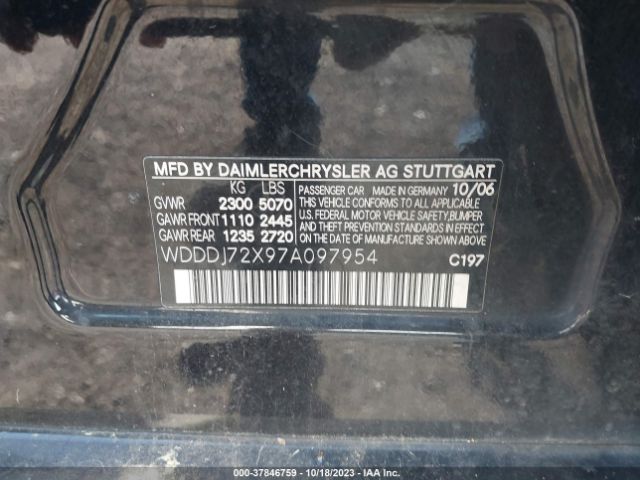 MFD BY DAIMLERCHRYSLER AG STUTTGART
KG LBS
GVWR 2300 5070
GAWR FRONT 1110 2445
GAWR REAR 1235 2720
PASSENGER CAR MADE IN GERMANY 10/06
THIS VEHICLE CONFORMS TO ALL APPLICABLE
U.S. FEDERAL MOTOR VEHICLE SAFETY, BUMPER
AND THEFT PREVENTION STANDARDS IN EFFECT
ON THE DATE OF MANUFACTURE SHOWN ABOVE.
WDDDJ72X97A097954 C197
000-37846759 - 10/18/2023 - IAA Inc.